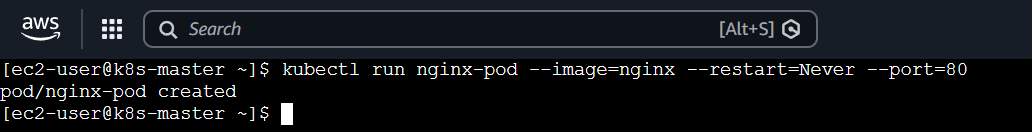 aws
Search
[Alt+S]
[ec2-user@k8s-master ~]$ kubectl run nginx-pod --image=nginx --restart=Never --port=80
pod/nginx-pod created
[ec2-user@k8s-master ~]$